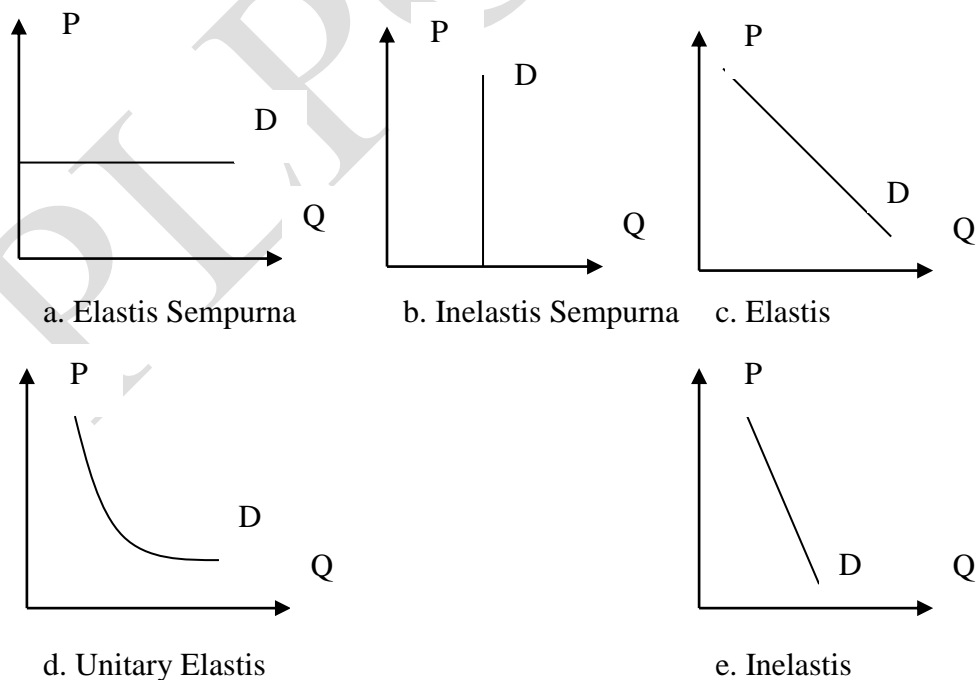 P
D
Q
a. Elastis Sempurna
P
D
Q
b. Inelastis Sempurna
P
D
Q
c. Elastis
P
D
Q
d. Unitary Elastis
P
D
Q
e. Inelastis